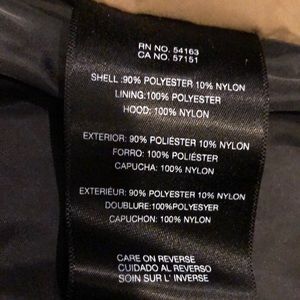 RN NO. 54163
CA NO. 57151
SHELL :90% POLYESTER 10% NYLON
LINING:100% POLYESTER
HOOD: 100% NYLON
EXTERIOR: 90% POLIÉSTER 10% NYLON
FORRO: 100% POLIÉSTER
CAPUCHA: 100% NYLON
EXTÉRIEUR: 90% POLYESTER 10% NYLON
DOUBLURE:100%POLYESYER
CAPUCHON: 100% NYLON
CARE ON REVERSE
CUIDADO AL REVERSO
SOIN SUR L' INVERSE